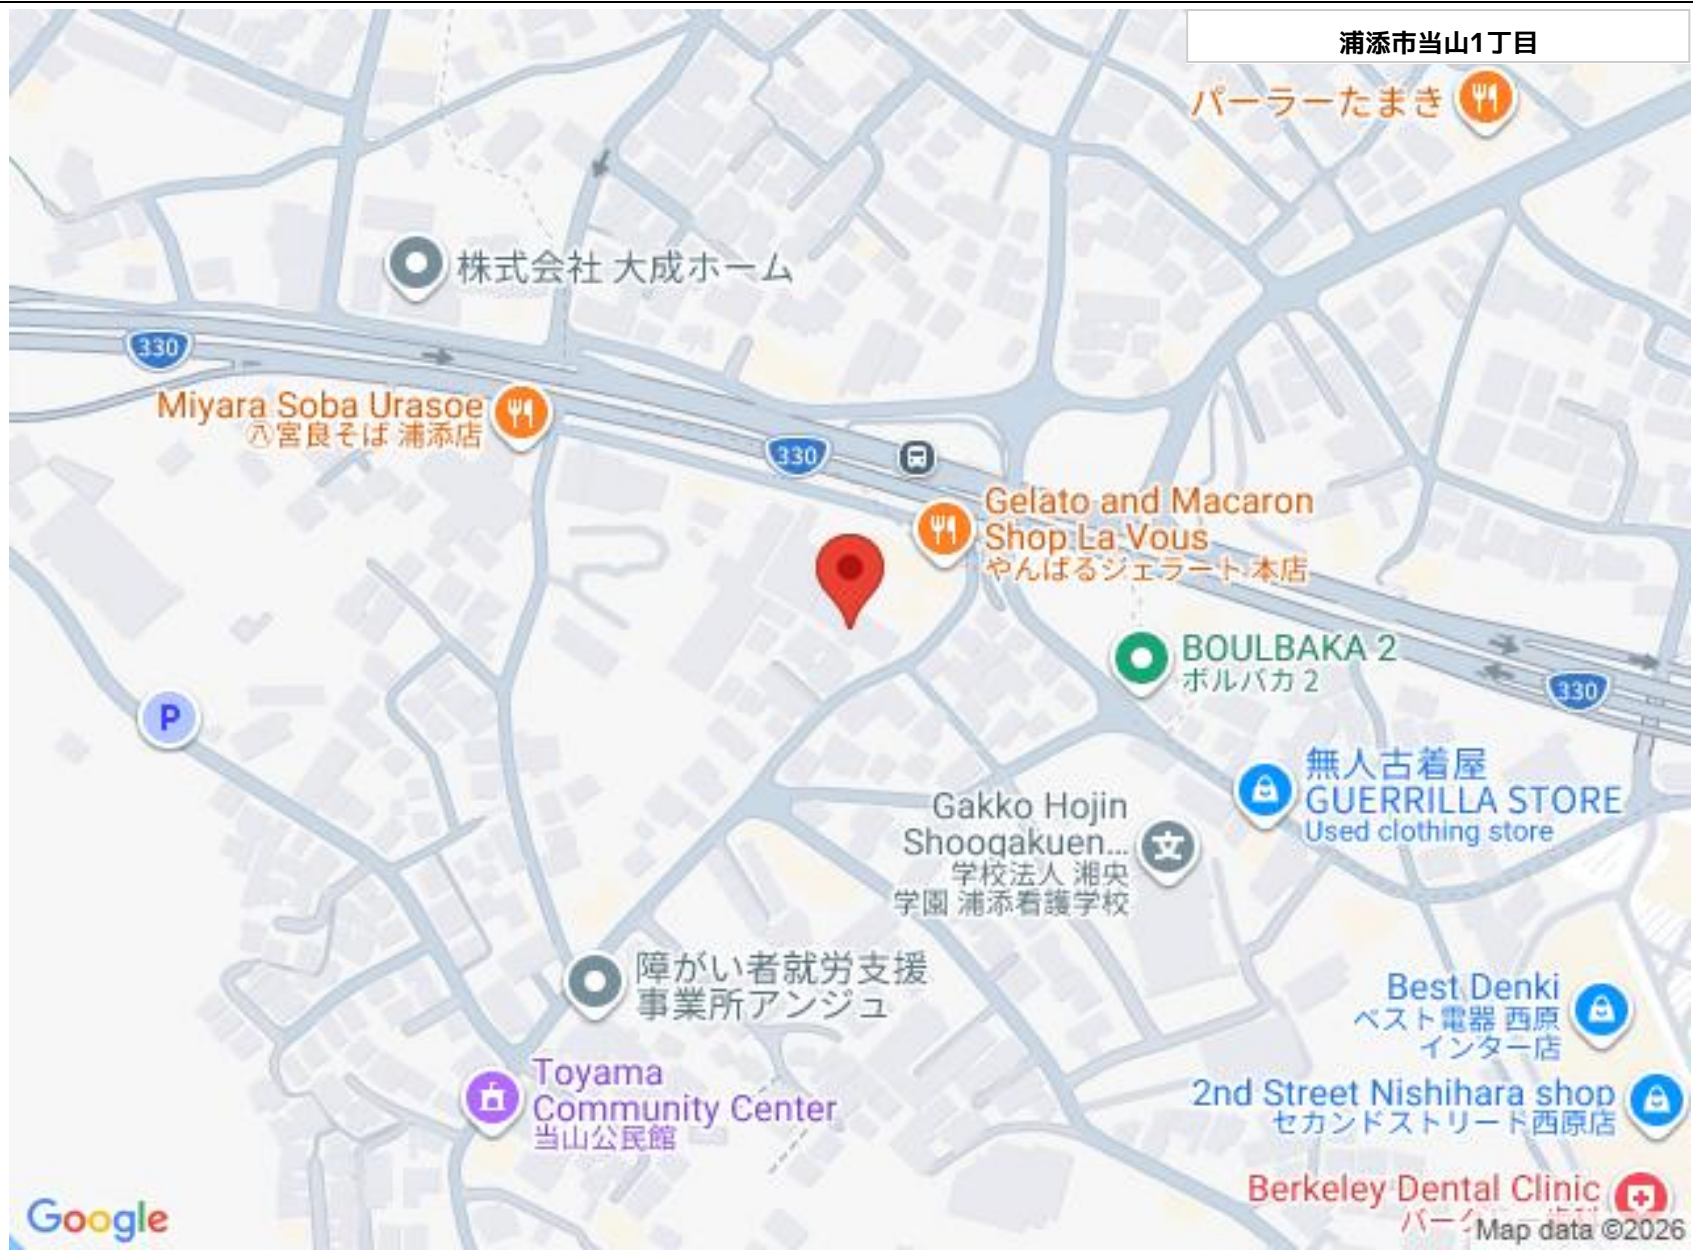 浦添市当山1丁目
パーラーたまき
株式会社 大成ホーム
330
Miyara Soba Urasoe
八宮良そば 浦添店
330
Gelato and Macaron
Shop La Vous
やんばるジェラート 本店
BOULBAKA 2
ボルバカ 2
330
P
無人古着屋
GUERRILLA STORE
Used clothing store
Gakko Hojin
Shoogakuen...
学校法人 湘央
学園 浦添看護学校
障がい者就労支援
事業所アンジュ
Best Denki
ベスト電器 西原
インター店
Toyama
Community Center
当山公民館
2nd Street Nishihara shop
セカンドストリート西原店
Berkeley Dental Clinic
Google
Map data ©2026